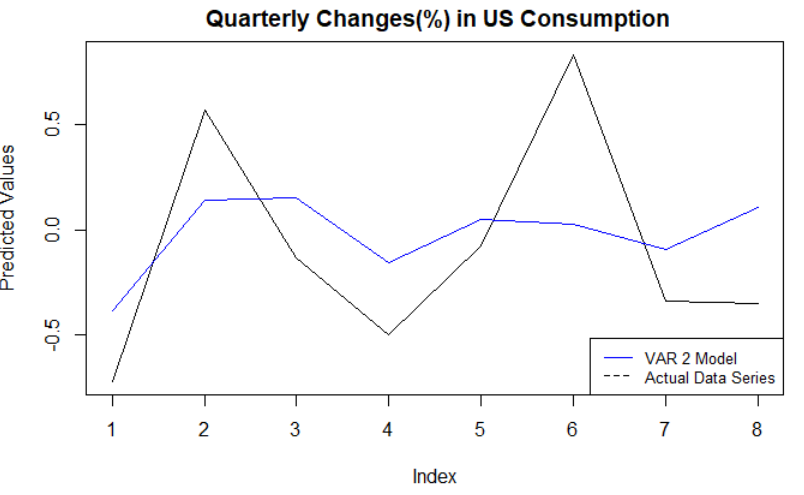 Quarterly Changes(%) in US Consumption
Predicted Values
0.5
0.0
-0.5
VAR 2 Model
Actual Data Series
1 2 3 4 5 6 7 8
Index